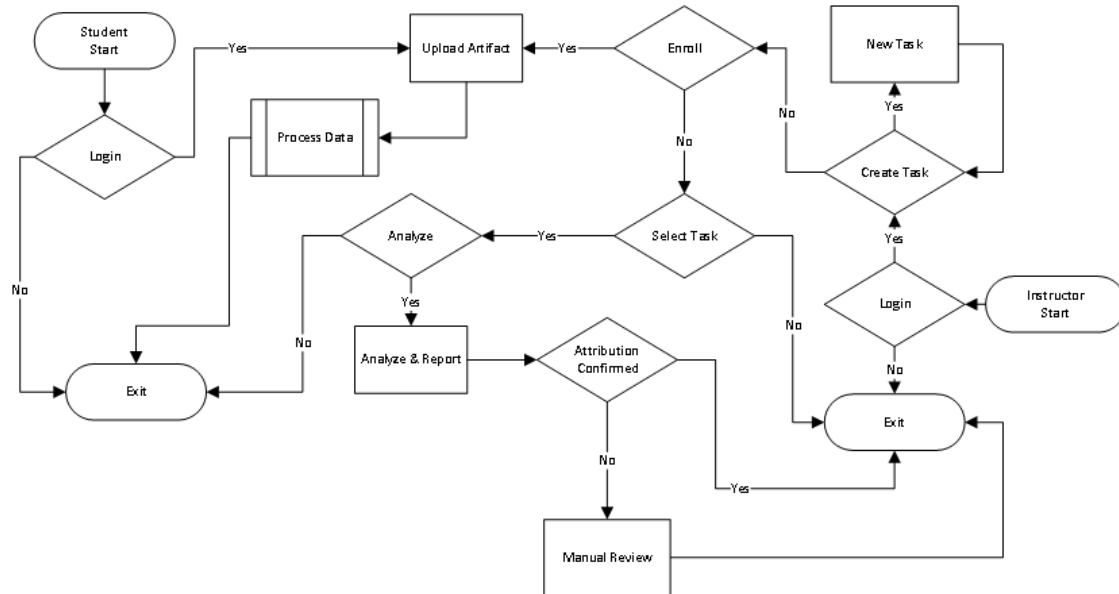 Student
Start
Yes
Upload Artifact
Yes
Enroll
New Task
No
Yes
Process Data
Login
No
Create Task
Analyze
Yes
Select Task
Yes
No
Yes
Login
Instructor
Start
No
No
Analyze & Report
Attribution
Confirmed
No
Exit
Exit
No
Yes
Manual Review